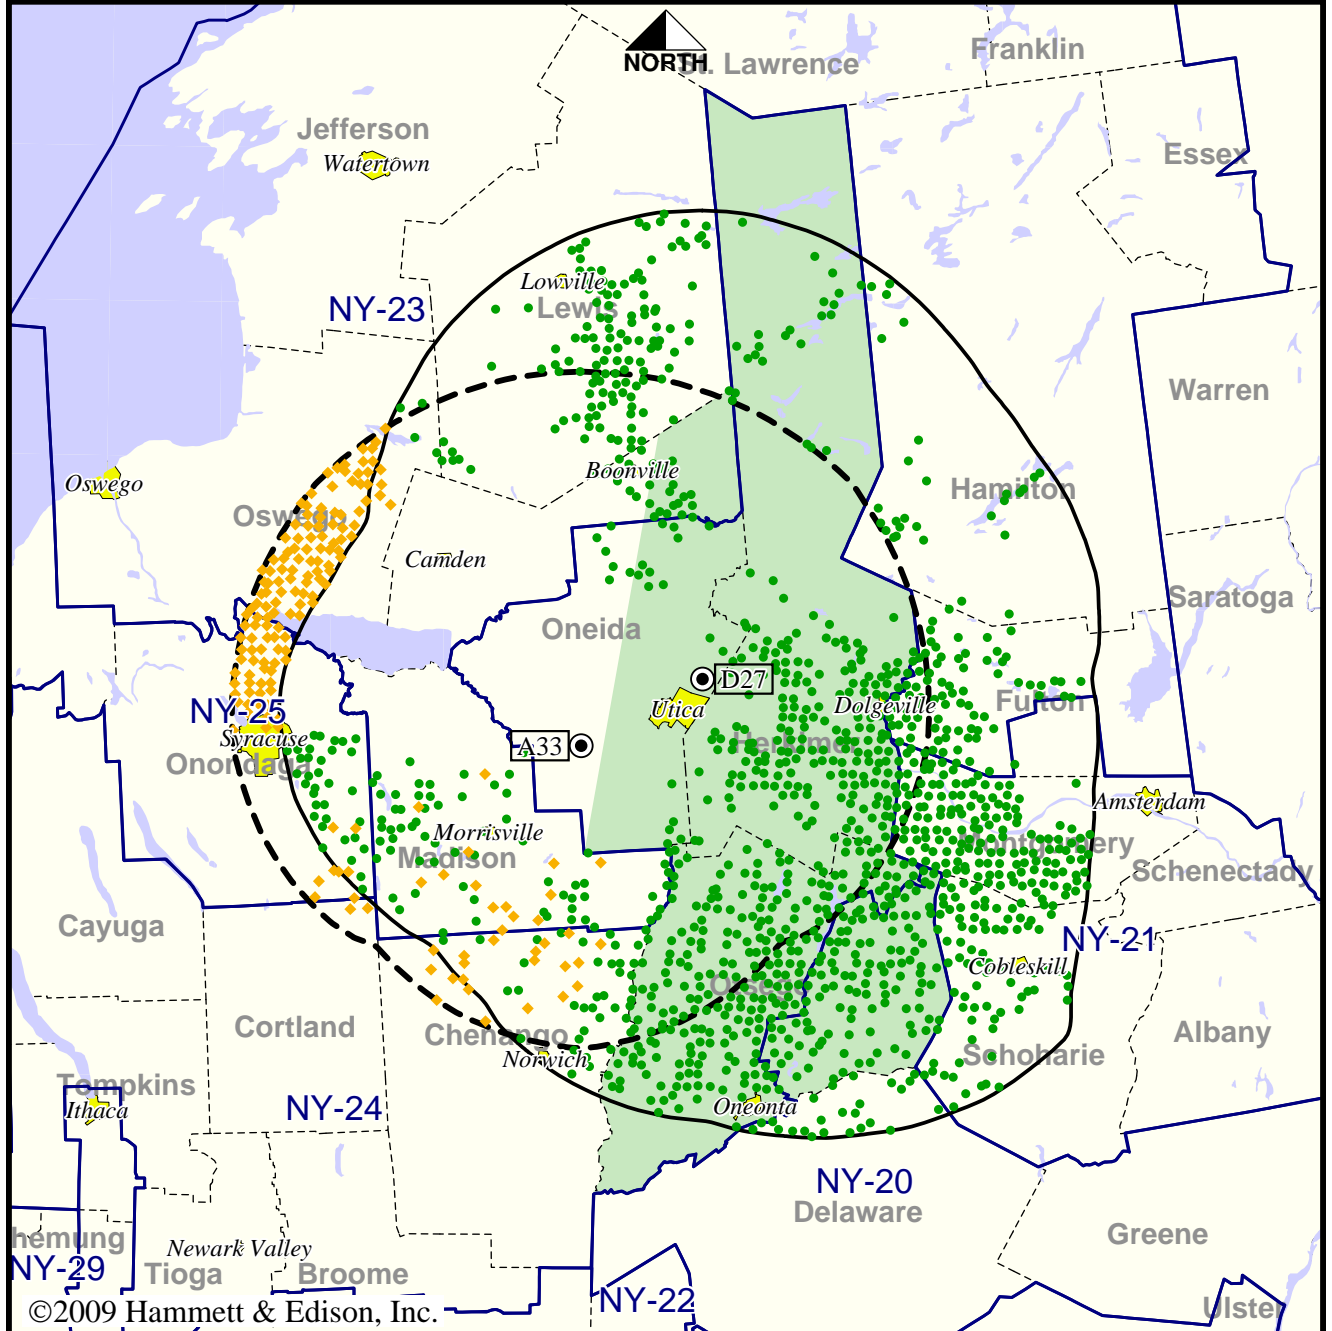 NORTH
St. Lawrence
Franklin
Jefferson
Watertown
Essex
Lowville
Lewis
NY-23
Warren
Oswego
Boonville
Hamilton
Oswego
Camden
Saratoga
Oneida
D27
Utica
Dolgeville
Fulton
NY-25
Syracuse
Onondaga
A33
Herkimer
Amsterdam
Morrisville
Madison
Montgomery
Schenectady
Cayuga
NY-21
Cobleskill
Otsego
Cortland
Chenango
Albany
Norwich
Schoharie
Tompkins
Ithaca
NY-24
Oneonta
NY-20
Delaware
hemung
Greene
Newark Valley
NY-29
Tioga
Broome
NY-22
Ulster
©2009 Hammett & Edison, Inc.